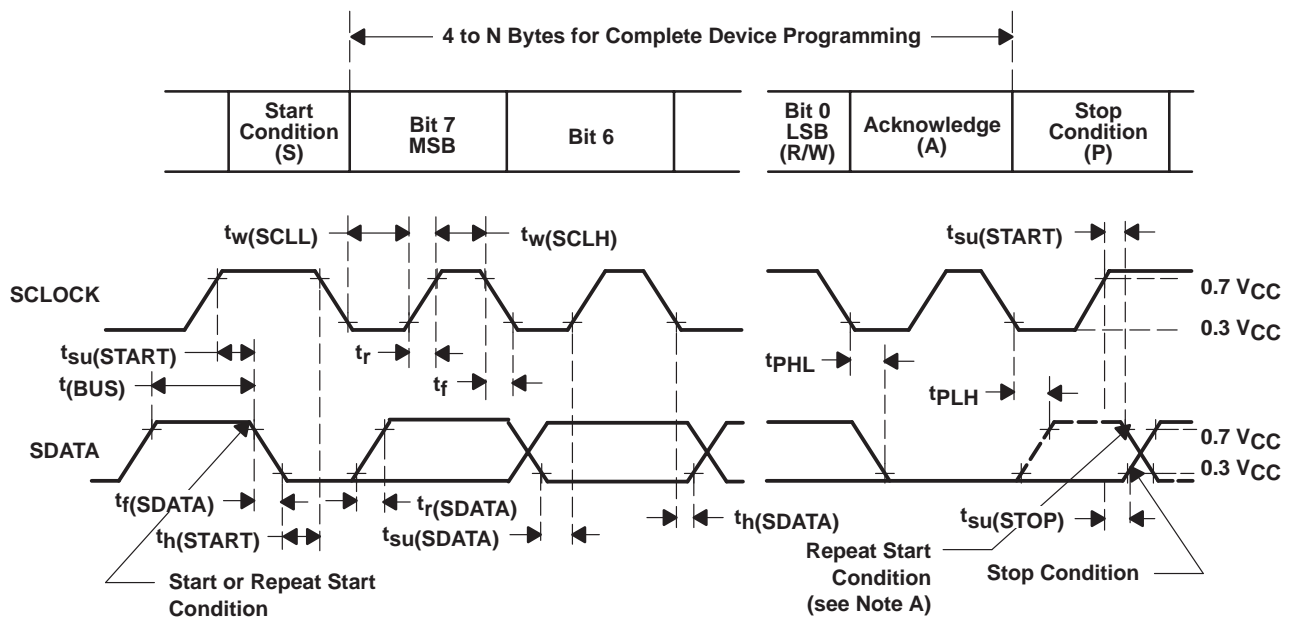 4 to N Bytes for Complete Device Programming
Start
Condition
(S)
Bit 7
MSB
Bit 6
Bit 0
LSB
(R/W)
Acknowledge
(A)
Stop
Condition
(P)
tw(SCLL)
tw(SCLH)
tsu(START)
SCLOCK
0.7 VCC
0.3 VCC
tsu(START)
t(BUS)
tr
tf
tPHL
tPLH
SDATA
0.7 VCC
0.3 VCC
tf(SDATA)
th(START)
tr(SDATA)
tsu(SDATA)
th(SDATA)
tsu(STOP)
Start or Repeat Start
Condition
Repeat Start
Condition
(see Note A)
Stop Condition